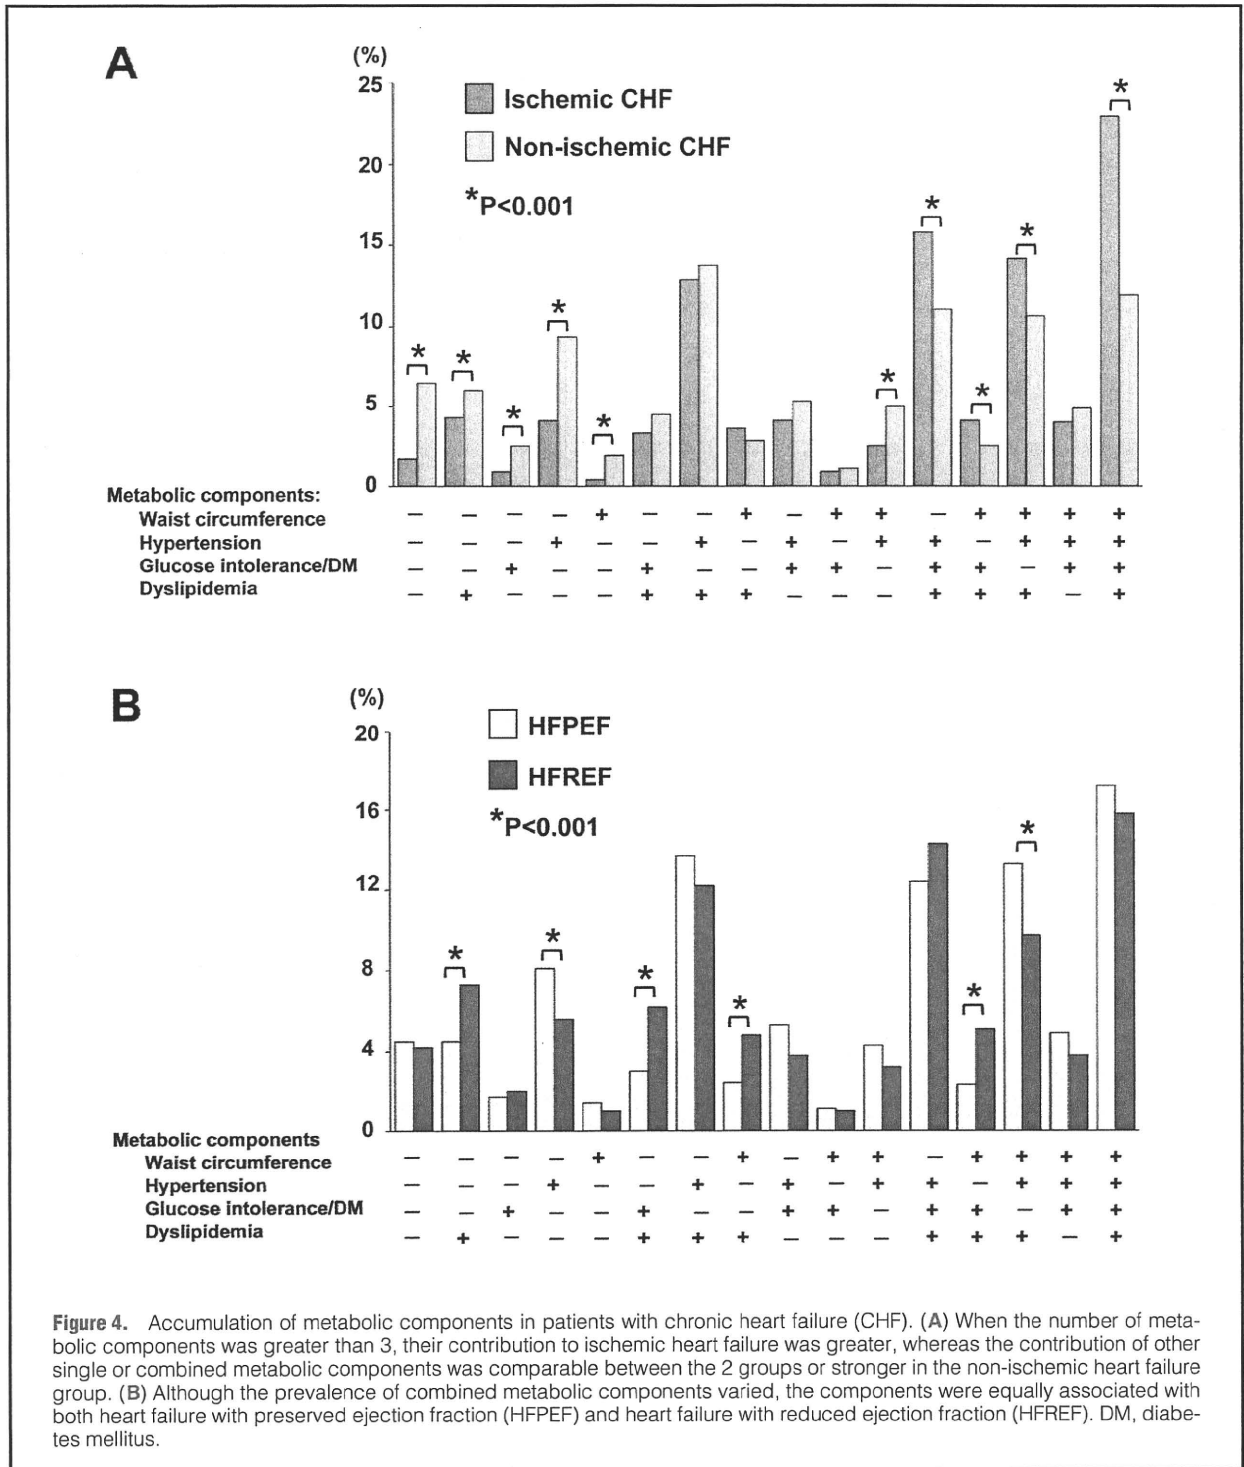 A
(%)
25
20
15
10
5
0
Ischemic CHF
Non-ischemic CHF
*P<0.001
* * * * * * * * * *
Metabolic components:
Waist circumference − − − − + − − + − + + − + + + +
Hypertension − − − + − − + − + − + + − + + +
Glucose intolerance/DM − − + − − + − − + + − + + − + +
Dyslipidemia − + − − − + + + − − − + + + − +
B
(%)
20
16
12
8
4
0
HFPEF
HFREF
*P<0.001
* * * * * *
Metabolic components
Waist circumference − − − − + − − + − + + − + + + +
Hypertension − − − + − − + − + − + + − + + +
Glucose intolerance/DM − − + − − + − − + + − + + − + +
Dyslipidemia − + − − − + + + − − − + + + − +
Figure 4. Accumulation of metabolic components in patients with chronic heart failure (CHF). (A) When the number of meta-
bolic components was greater than 3, their contribution to ischemic heart failure was greater, whereas the contribution of other
single or combined metabolic components was comparable between the 2 groups or stronger in the non-ischemic heart failure
group. (B) Although the prevalence of combined metabolic components varied, the components were equally associated with
both heart failure with preserved ejection fraction (HFPEF) and heart failure with reduced ejection fraction (HFREF). DM, diabe-
tes mellitus.